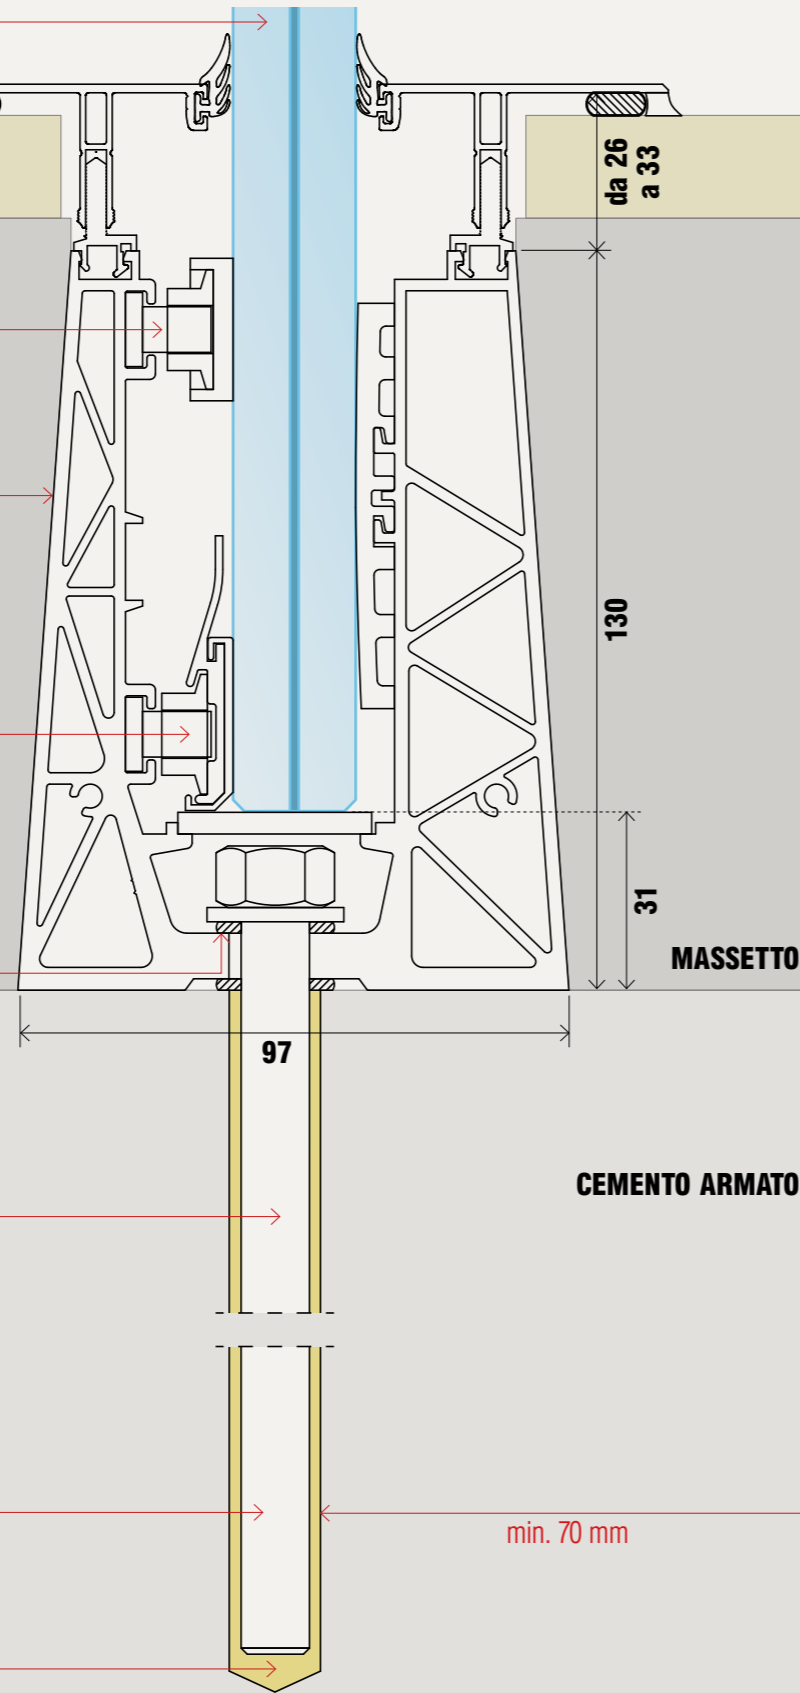 da 26
a 33
130
31
MASSETTO
97
CEMENTO ARMATO
min. 70 mm